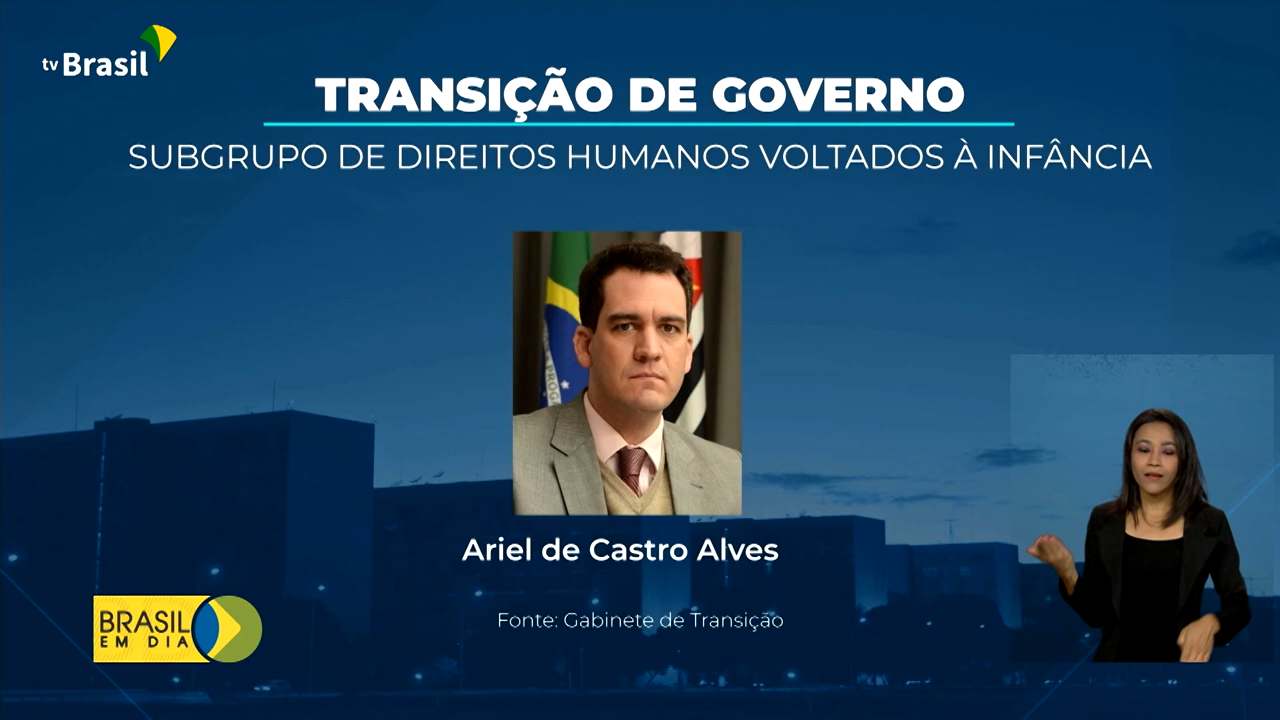 tv Brasil
TRANSIÇÃO DE GOVERNO
SUBGRUPO DE DIREITOS HUMANOS VOLTADOS À INFÂNCIA
Ariel de Castro Alves
Fonte: Gabinete de Transição
BRASIL
EM DIA